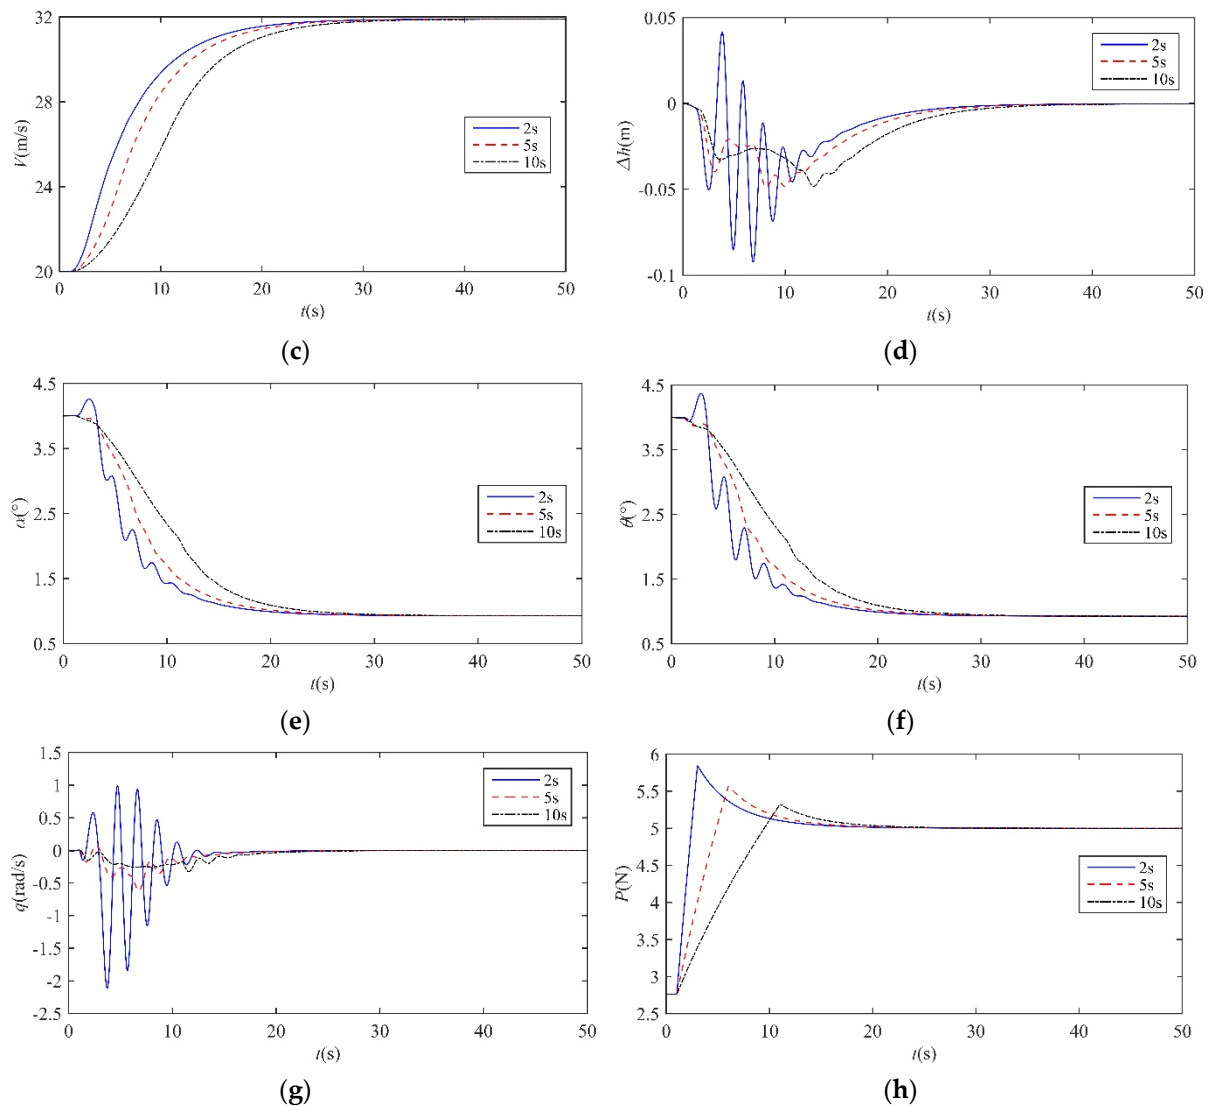 32
28
24
20
V(m/s)
2s
5s
10s
0 10 20 30 40 50
t(s)
(c)
0.05
0
-0.05
-0.1
Δh(m)
2s
5s
10s
0 10 20 30 40 50
t(s)
(d)
4.5
3.5
2.5
1.5
0.5
α(°)
2s
5s
10s
0 10 20 30 40 50
t(s)
(e)
4.5
3.5
2.5
1.5
0.5
θ(°)
2s
5s
10s
0 10 20 30 40 50
t(s)
(f)
1.5
1
0.5
0
-0.5
-1
-1.5
-2
-2.5
q(rad/s)
2s
5s
10s
0 10 20 30 40 50
t(s)
(g)
6
5.5
5
4.5
4
3.5
3
2.5
P(N)
2s
5s
10s
0 10 20 30 40 50
t(s)
(h)